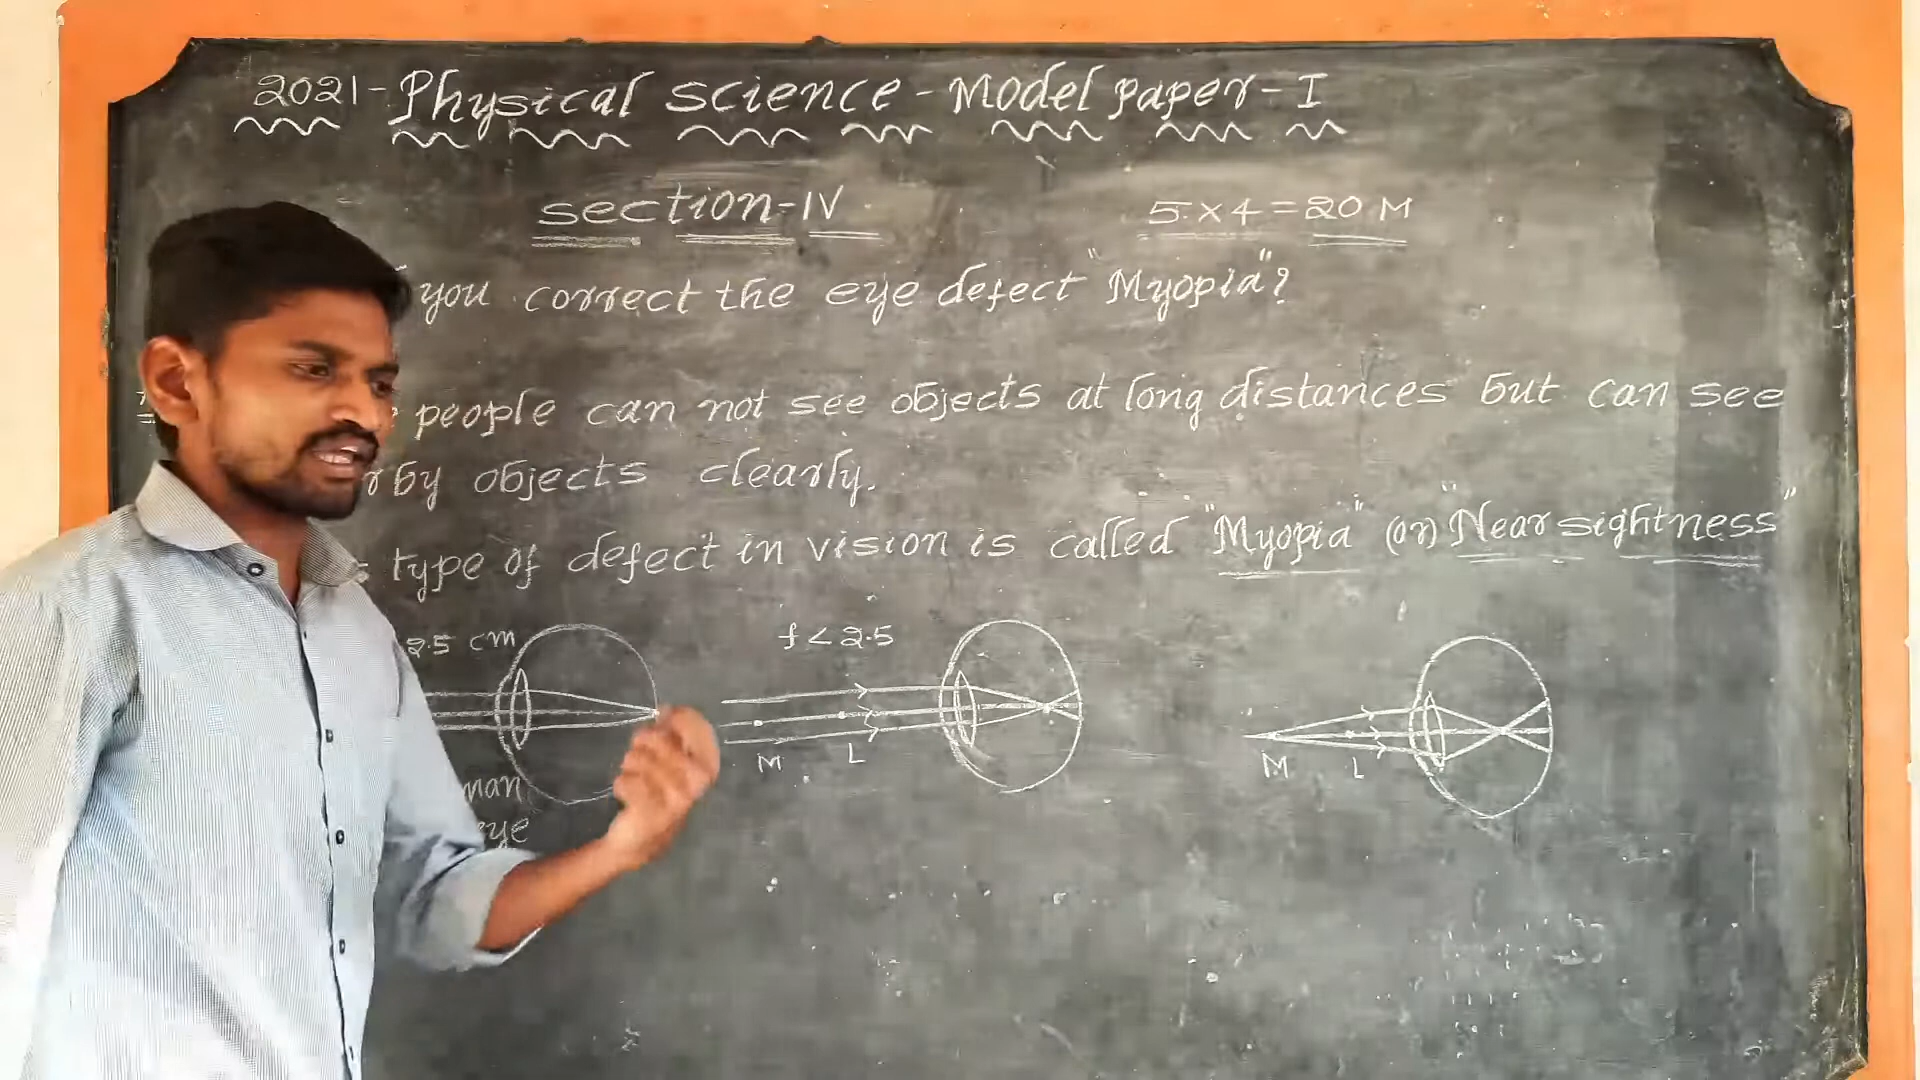 2021-Physical science-Model paper-I
section-IV 5×4=20 M
you correct the eye defect "Myopia"?
people can not see objects at long distances but can see
rby objects clearly.
type of defect in vision is called "Myopia" (or) "Near sightness"
2.5 cm f<2.5
M L M L
man
eye